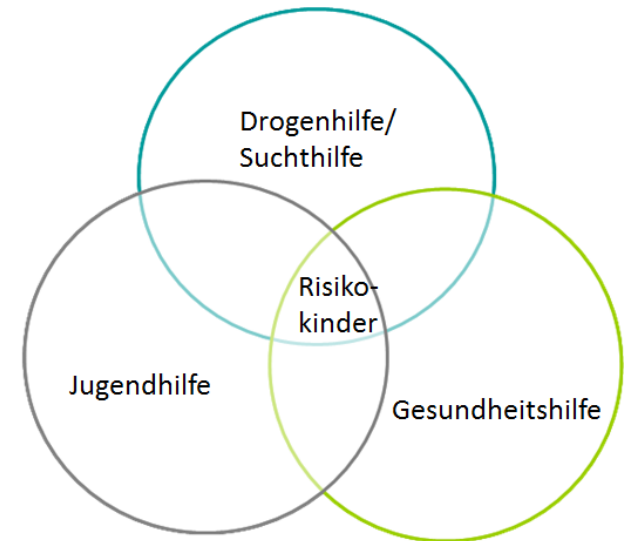 Drogenhilfe/
Suchthilfe
Risiko-
kinder
Jugendhilfe
Gesundheitshilfe